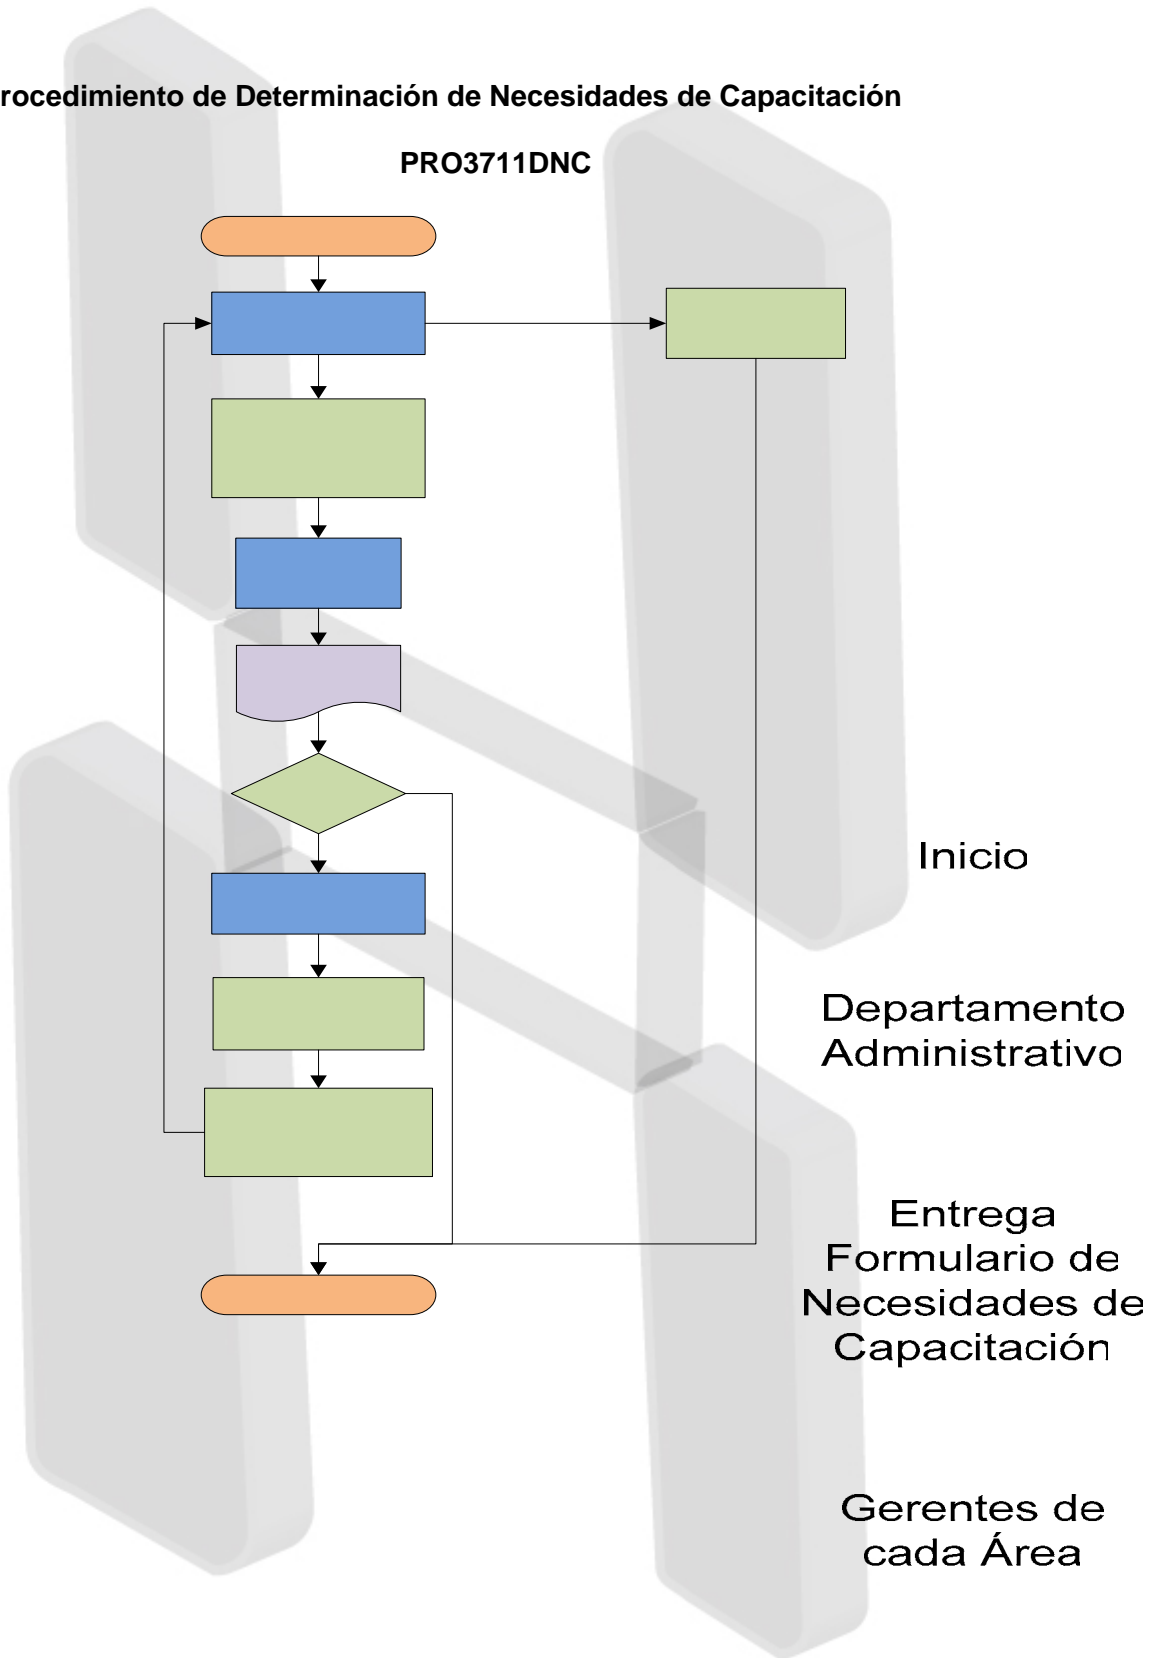 rocedimiento de Determinación de Necesidades de Capacitación
PRO3711DNC
Inicio
Departamento
Administrativo
Entrega
Formulario de
Necesidades de
Capacitación
Gerentes de
cada Área